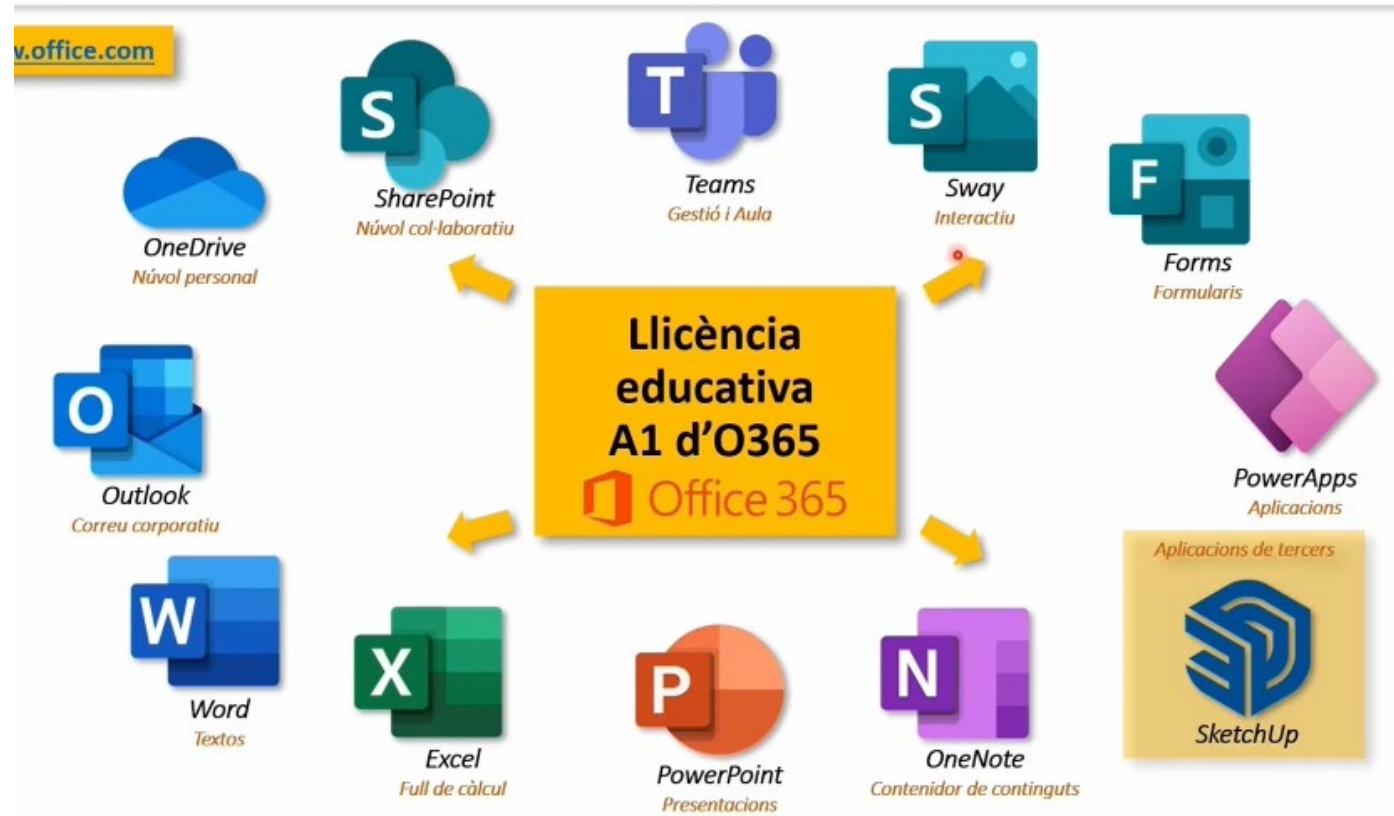 w.office.com
S
SharePoint
Núvol col·laboratiu
T
Teams
Gestió i Aula
S
Sway
Interactiu
F
Forms
Formularis
OneDrive
Núvol personal
Llicència
educativa
A1 d'O365
Office 365
O
Outlook
Correu corporatiu
PowerApps
Aplicacions
Aplicacions de tercers
SketchUp
W
Word
Textos
X
Excel
Full de càlcul
P
PowerPoint
Presentacions
N
OneNote
Contenidor de continguts